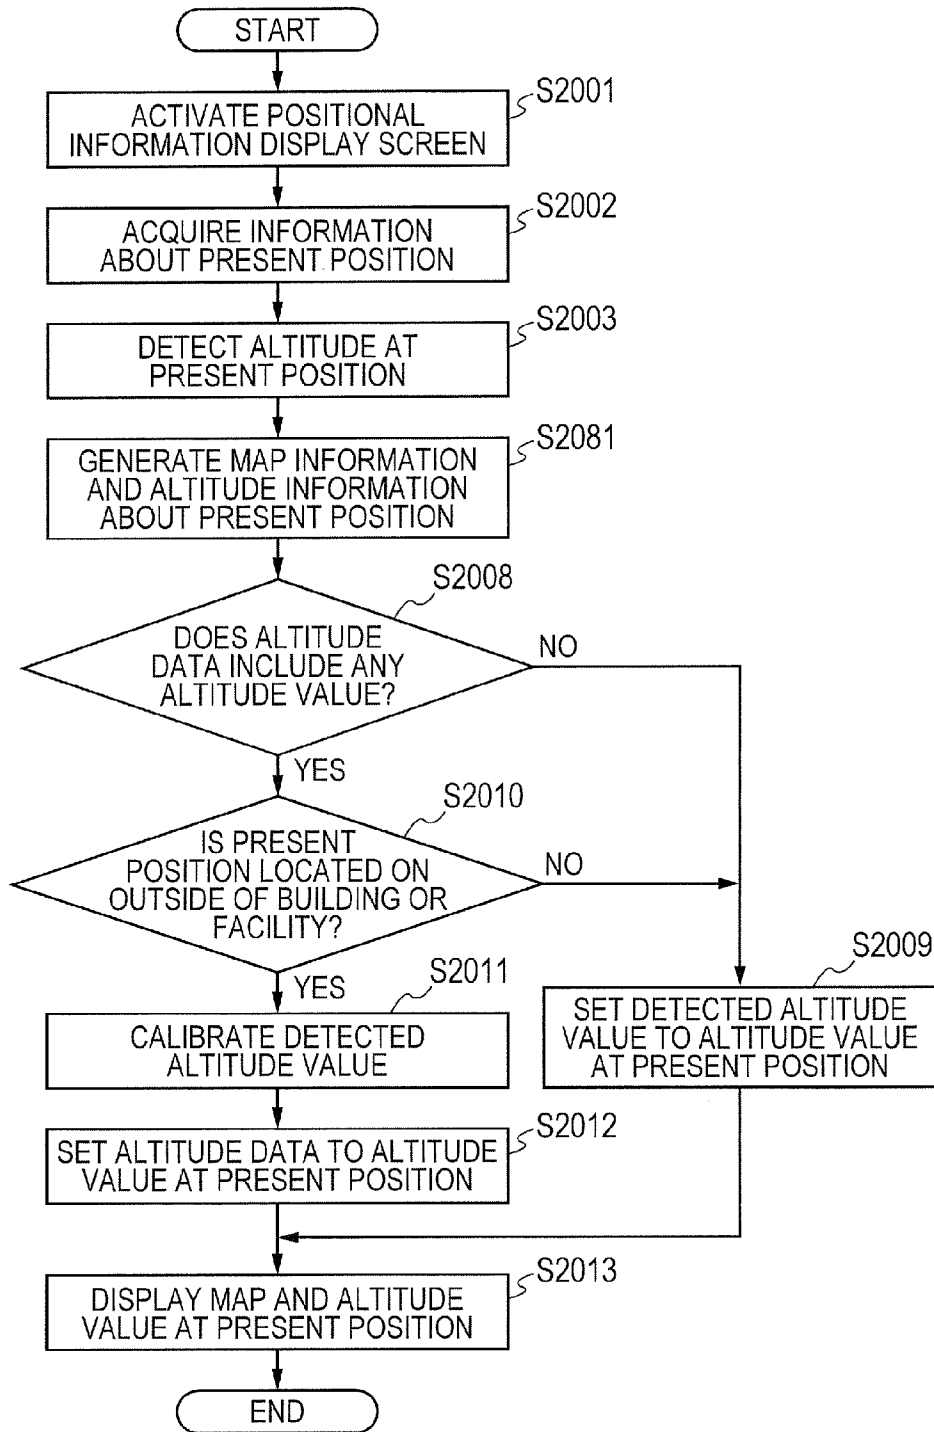 START
S2001
ACTIVATE POSITIONAL
INFORMATION DISPLAY SCREEN
S2002
ACQUIRE INFORMATION
ABOUT PRESENT POSITION
S2003
DETECT ALTITUDE AT
PRESENT POSITION
S2081
GENERATE MAP INFORMATION
AND ALTITUDE INFORMATION
ABOUT PRESENT POSITION
S2008
DOES ALTITUDE
DATA INCLUDE ANY
ALTITUDE VALUE?
NO
YES
S2010
IS PRESENT
POSITION LOCATED ON
OUTSIDE OF BUILDING OR
FACILITY?
NO
YES
S2011
CALIBRATE DETECTED
ALTITUDE VALUE
S2009
SET DETECTED ALTITUDE
VALUE TO ALTITUDE VALUE
AT PRESENT POSITION
S2012
SET ALTITUDE DATA TO ALTITUDE
VALUE AT PRESENT POSITION
S2013
DISPLAY MAP AND ALTITUDE
VALUE AT PRESENT POSITION
END